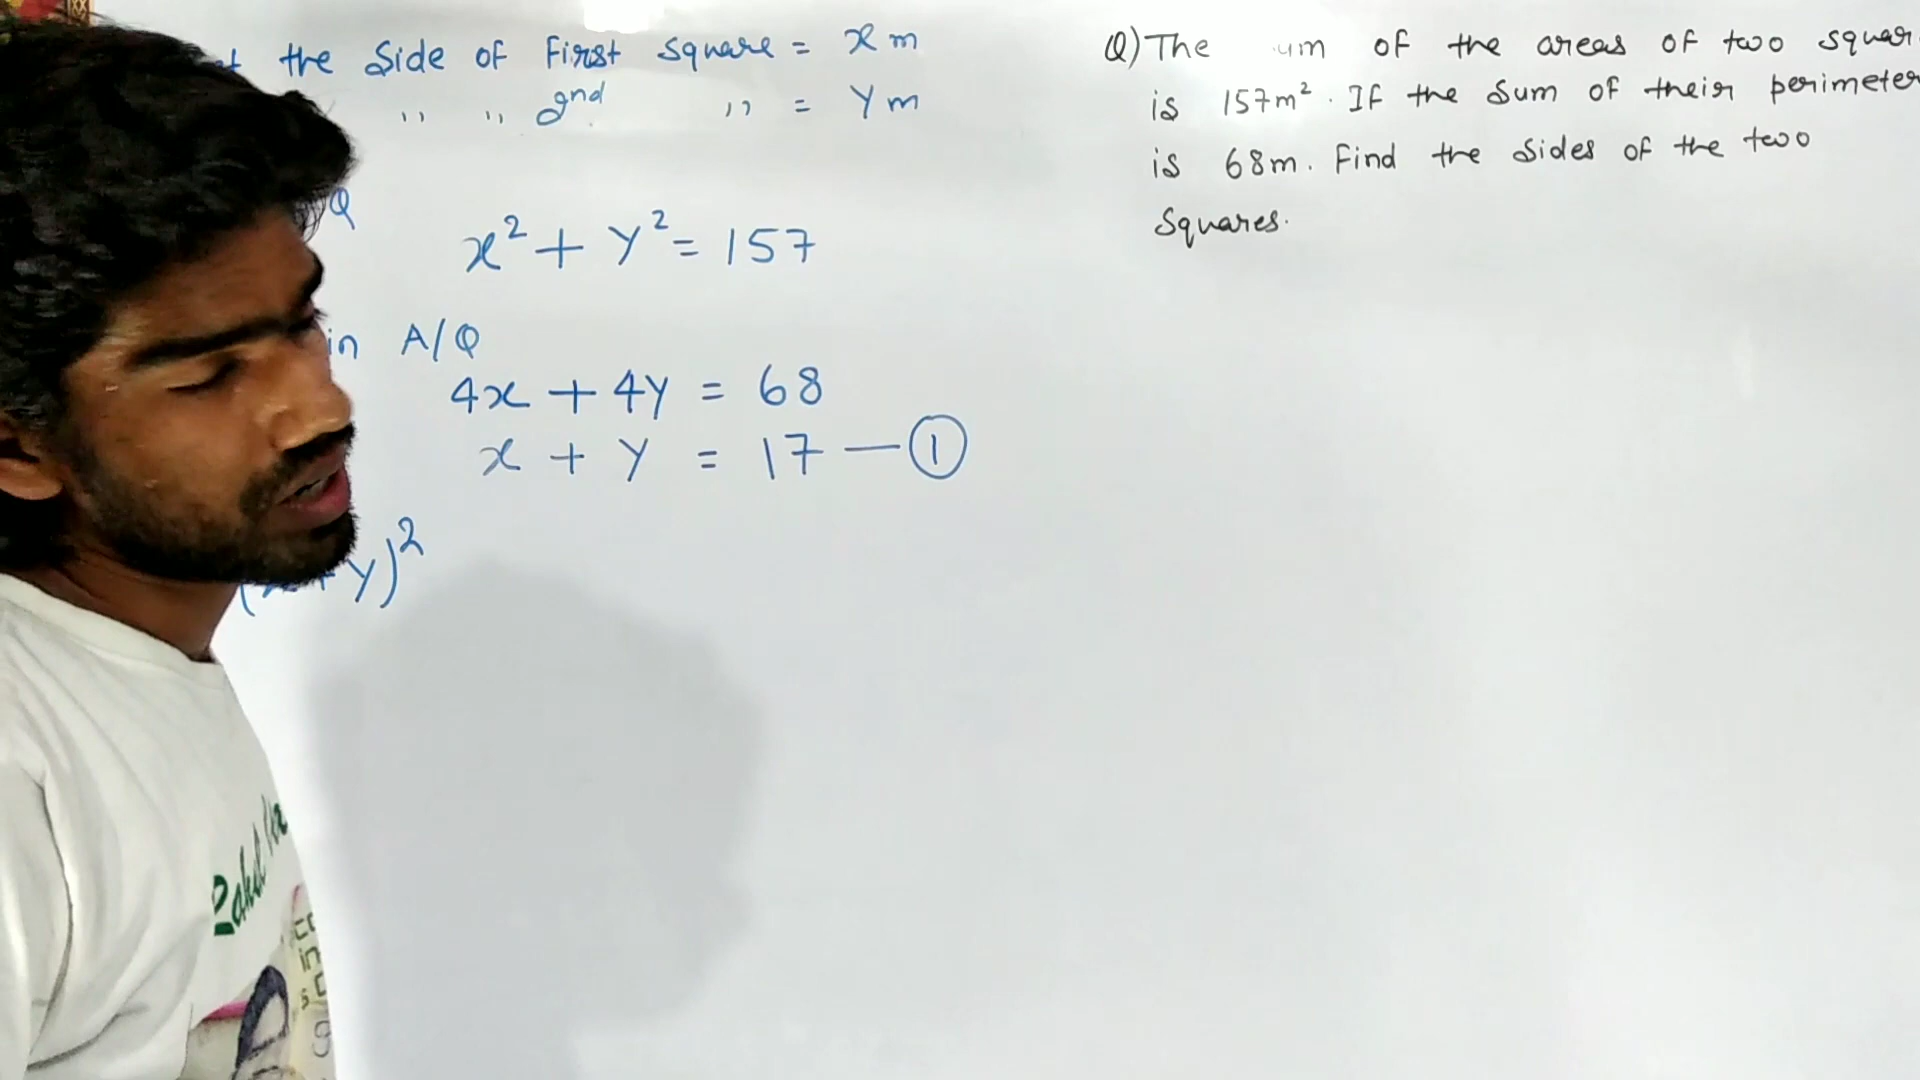 the Side of First square = x m
,, ,, 2nd ,, = Y m
Q
x² + y² = 157
in A/Q
4x + 4y = 68
x + y = 17 — ①
+ y)²
Q) The um of the areas of two squar
is 157m². If the sum of their perimeter
is 68m. Find the sides of the two
Squares.